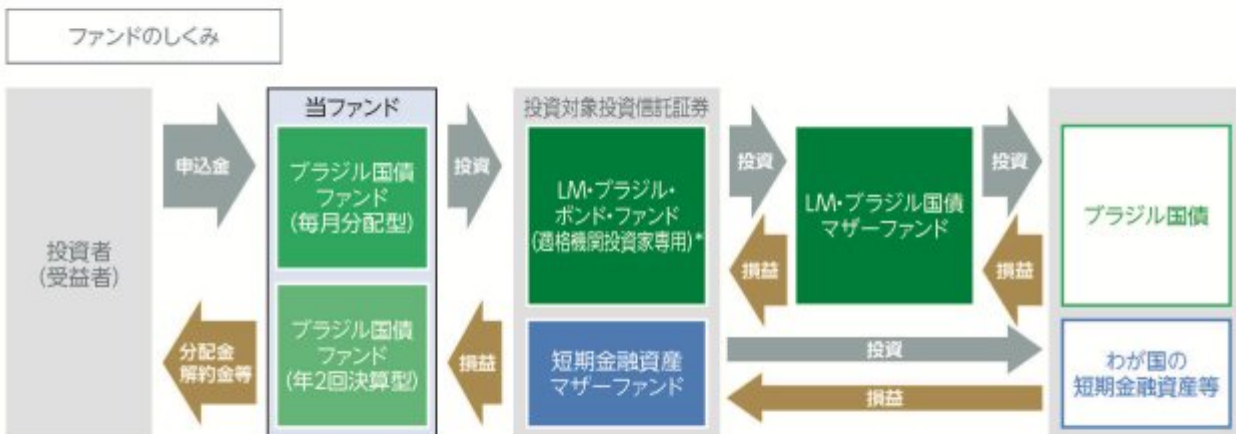 ファンドのしくみ
投資者
(受益者)
申込金
分配金
解約金等
当ファンド
ブラジル国債
ファンド
(毎月分配型)
ブラジル国債
ファンド
(年2回決算型)
投資
損益
投資対象投資信託証券
LM・ブラジル・
ボンド・ファンド
(適格機関投資家専用)*
短期金融資産
マザーファンド
投資
損益
LM・ブラジル国債
マザーファンド
投資
損益
投資
損益
ブラジル国債
わが国の
短期金融資産等